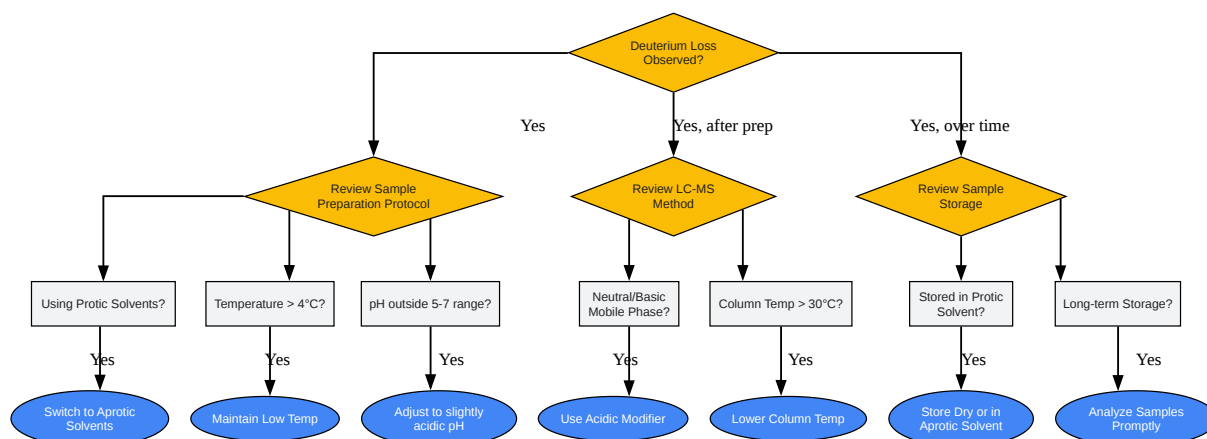 Deuterium Loss
Observed?
Yes
Yes, after prep
Yes, over time
Review Sample
Preparation Protocol
Review LC-MS
Method
Review Sample
Storage
Using Protic Solvents?
Temperature > 4°C?
pH outside 5-7 range?
Neutral/Basic
Mobile Phase?
Column Temp > 30°C?
Stored in Protic
Solvent?
Long-term Storage?
Yes
Yes
Yes
Yes
Yes
Yes
Yes
Switch to Aprotic
Solvents
Maintain Low Temp
Adjust to slightly
acidic pH
Use Acidic Modifier
Lower Column Temp
Store Dry or in
Aprotic Solvent
Analyze Samples
Promptly